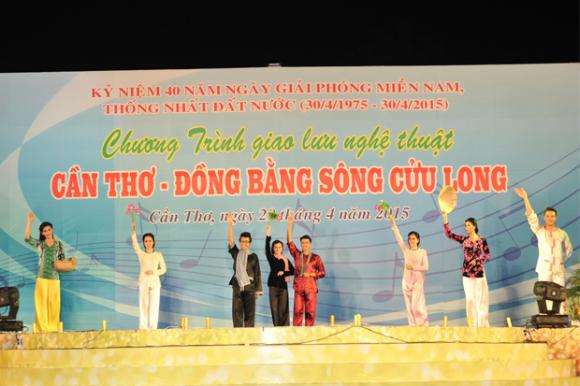 KỶ NIỆM 40 NĂM NGÀY GIẢI PHÓNG MIỀN NAM,
THỐNG NHẤT ĐẤT NƯỚC (30/4/1975 - 30/4/2015)
Chương Trình giao lưu nghệ thuật
CẦN THƠ - ĐỒNG BẰNG SÔNG CỬU LONG
Cần Thơ, ngày tháng 4 năm 2015